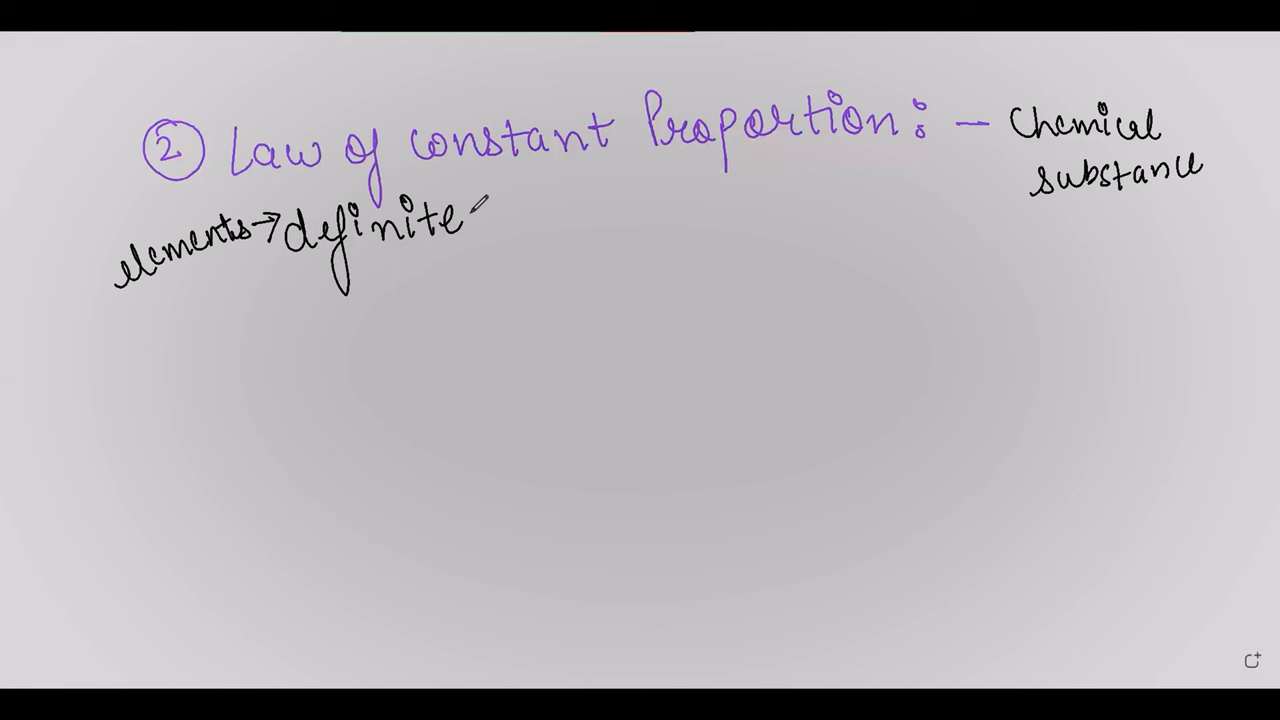 ② Law of constant Proportion : - Chemical
substance
elements → definite